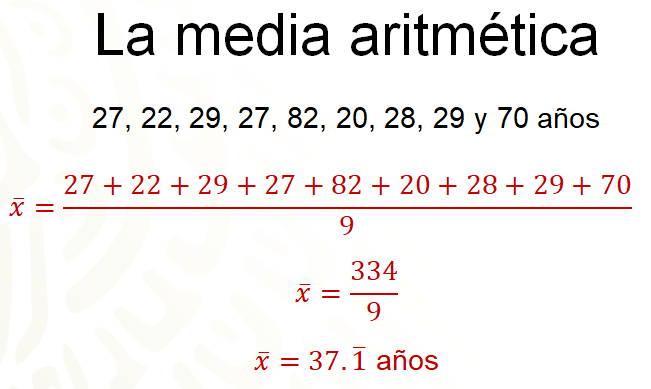 La media aritmética
27, 22, 29, 27, 82, 20, 28, 29 y 70 años
x̄ = 27 + 22 + 29 + 27 + 82 + 20 + 28 + 29 + 70 / 9
x̄ = 334 / 9
x̄ = 37.1̅ años